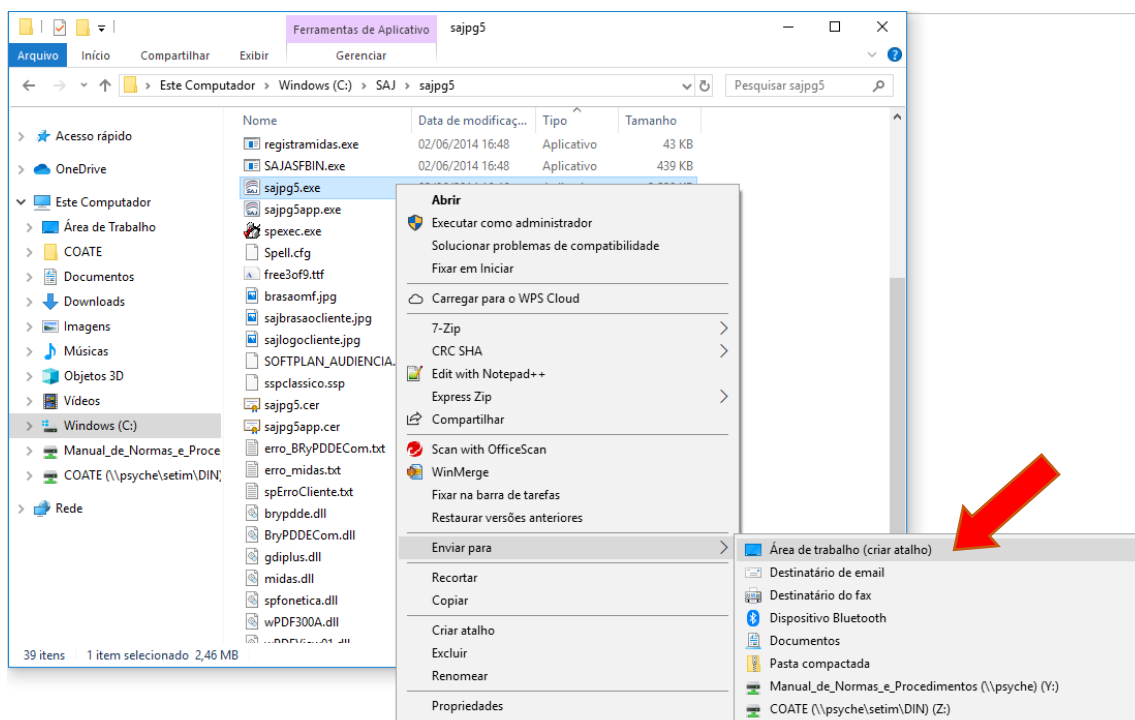 Ferramentas de Aplicativo sajpg5
Arquivo Início Compartilhar Exibir Gerenciar
Este Computador > Windows (C:) > SAJ > sajpg5
Pesquisar sajpg5
Acesso rápido
OneDrive
Este Computador
Área de Trabalho
COATE
Documentos
Downloads
Imagens
Músicas
Objetos 3D
Vídeos
Windows (C:)
Manual_de_Normas_e_Proce
COATE (\\psyche\setim\DIN)
Rede
Nome Data de modificaç... Tipo Tamanho
registramidas.exe 02/06/2014 16:48 Aplicativo 43 KB
SAJASFBIN.exe 02/06/2014 16:48 Aplicativo 439 KB
sajpg5.exe
sajpg5app.exe
spexec.exe
Spell.cfg
free3of9.ttf
brasaomf.jpg
sajbrasaocliente.jpg
sajlogocliente.jpg
SOFTPLAN_AUDIENCIA.
sspclassico.ssp
sajpg5.cer
sajpg5app.cer
erro_BRyPDDECom.txt
erro_midas.txt
spErroCliente.txt
brypdde.dll
BryPDDECom.dll
gdiplus.dll
midas.dll
spfonetica.dll
wPDF300A.dll
39 itens 1 item selecionado 2,46 MB
Abrir
Executar como administrador
Solucionar problemas de compatibilidade
Fixar em Iniciar
Carregar para o WPS Cloud
7-Zip
CRC SHA
Edit with Notepad++
Express Zip
Compartilhar
Scan with OfficeScan
WinMerge
Fixar na barra de tarefas
Restaurar versões anteriores
Enviar para
Recortar
Copiar
Criar atalho
Excluir
Renomear
Propriedades
Área de trabalho (criar atalho)
Destinatário de email
Destinatário do fax
Dispositivo Bluetooth
Documentos
Pasta compactada
Manual_de_Normas_e_Procedimentos (\\psyche) (Y:)
COATE (\\psyche\setim\DIN) (Z:)